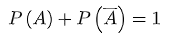 P(A) + P(A̅) = 1